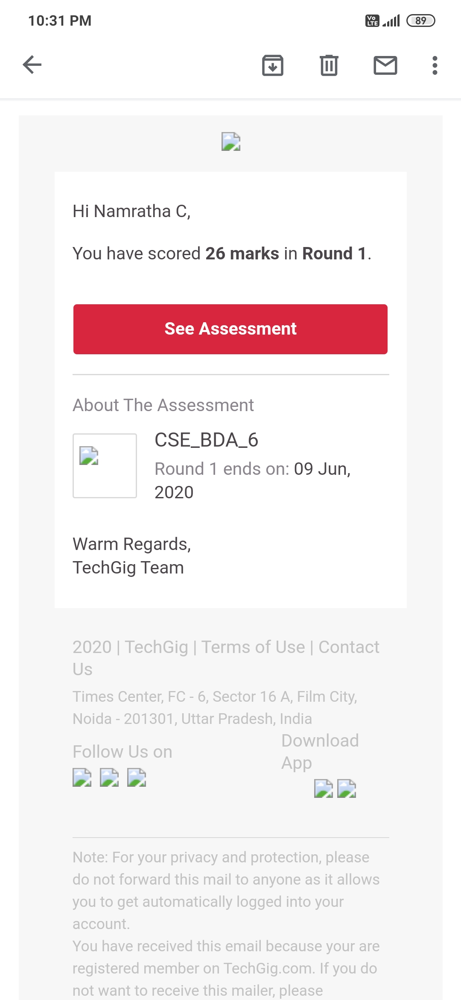 10:31 PM
Vo LTE
89
Hi Namratha C,
You have scored 26 marks in Round 1.
See Assessment
About The Assessment
CSE_BDA_6
Round 1 ends on: 09 Jun,
2020
Warm Regards,
TechGig Team
2020 | TechGig | Terms of Use | Contact
Us
Times Center, FC - 6, Sector 16 A, Film City,
Noida - 201301, Uttar Pradesh, India
Follow Us on
Download
App
Note: For your privacy and protection, please
do not forward this mail to anyone as it allows
you to get automatically logged into your
account.
You have received this email because your are
registered member on TechGig.com. If you do
not want to receive this mailer, please